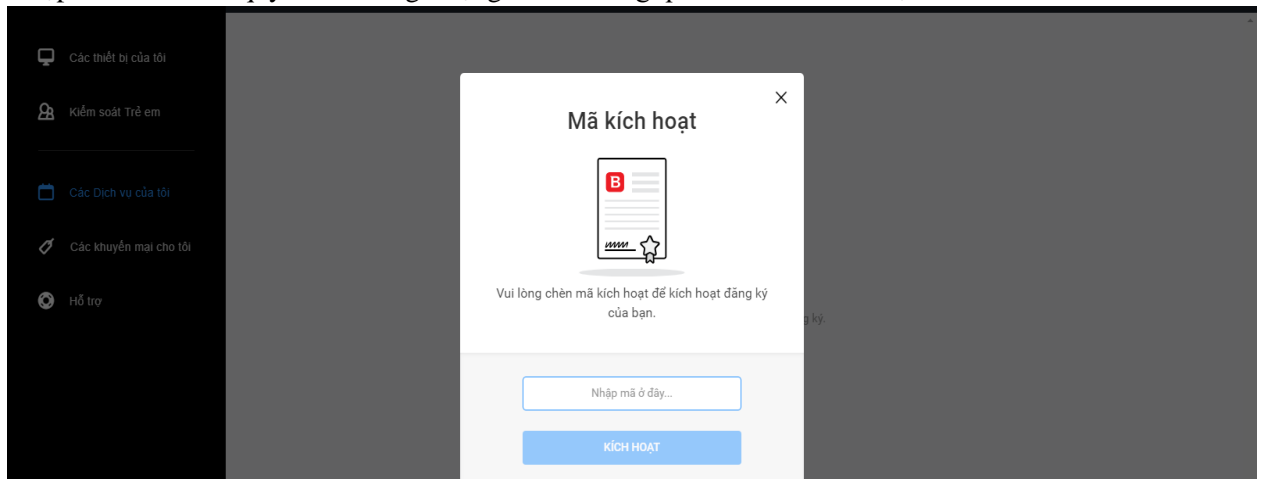 Các thiết bị của tôi
Kiểm soát Trẻ em
Các Dịch vụ của tôi
Các khuyến mại cho tôi
Hỗ trợ
Mã kích hoạt
B
Vui lòng chèn mã kích hoạt để kích hoạt đăng ký
của bạn.
ký.
Nhập mã ở đây...
KÍCH HOẠT